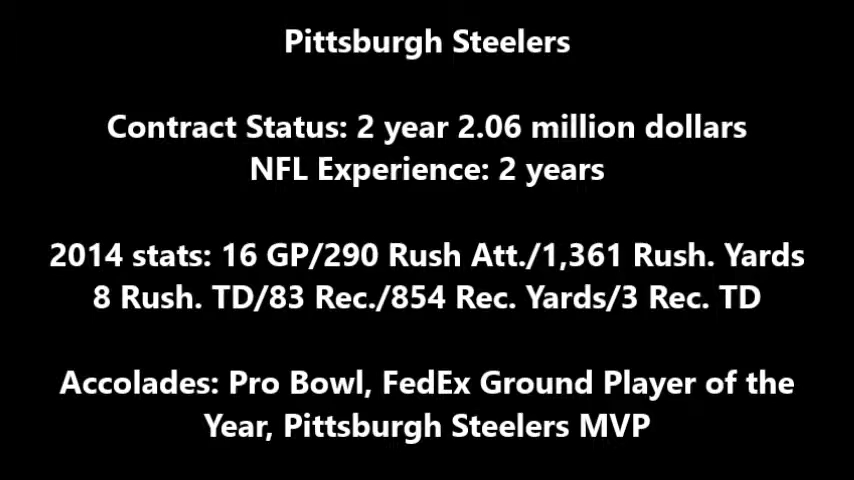 Pittsburgh Steelers
Contract Status: 2 year 2.06 million dollars
NFL Experience: 2 years
2014 stats: 16 GP/290 Rush Att./1,361 Rush. Yards
8 Rush. TD/83 Rec./854 Rec. Yards/3 Rec. TD
Accolades: Pro Bowl, FedEx Ground Player of the
Year, Pittsburgh Steelers MVP